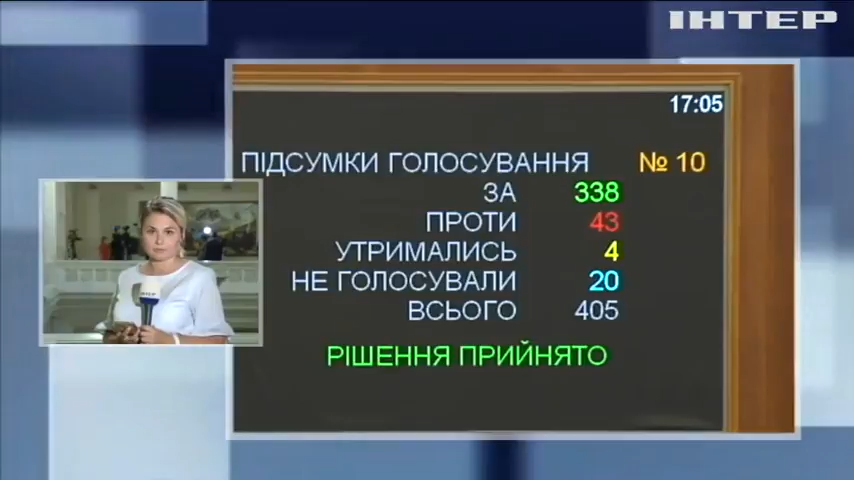 ІНТЕР
17:05
ПІДСУМКИ ГОЛОСУВАННЯ № 10
ЗА 338
ПРОТИ 43
УТРИМАЛИСЬ 4
НЕ ГОЛОСУВАЛИ 20
ВСЬОГО 405
РІШЕННЯ ПРИЙНЯТО